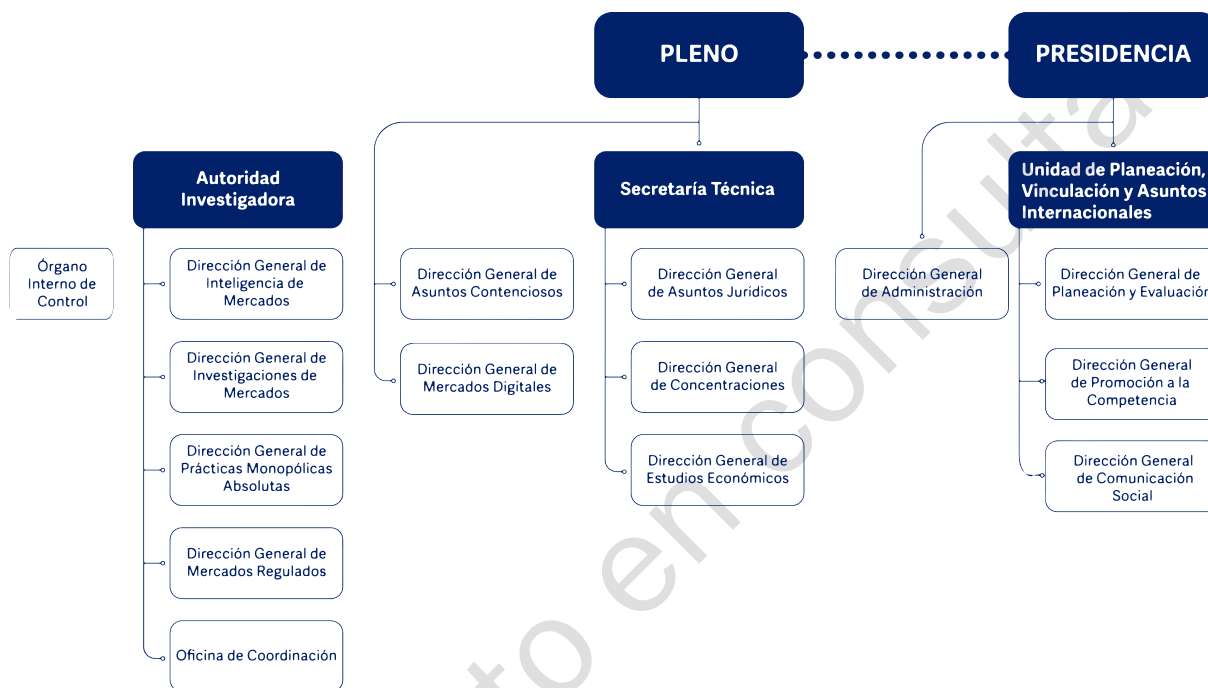 PLENO
PRESIDENCIA
Autoridad
Investigadora
Secretaría Técnica
Unidad de Planeación,
Vinculación y Asuntos
Internacionales
Órgano
Interno de
Control
Dirección General de
Inteligencia de
Mercados
Dirección General de
Investigaciones de
Mercados
Dirección General de
Prácticas Monopólicas
Absolutas
Dirección General de
Mercados Regulados
Oficina de Coordinación
Dirección General de
Asuntos Contenciosos
Dirección General de
Mercados Digitales
Dirección General
de Asuntos Jurídicos
Dirección General
de Concentraciones
Dirección General de
Estudios Económicos
Dirección General
de Administración
Dirección General de
Planeación y Evaluación
Dirección General
de Promoción a la
Competencia
Dirección General
de Comunicación
Social
to en consulta